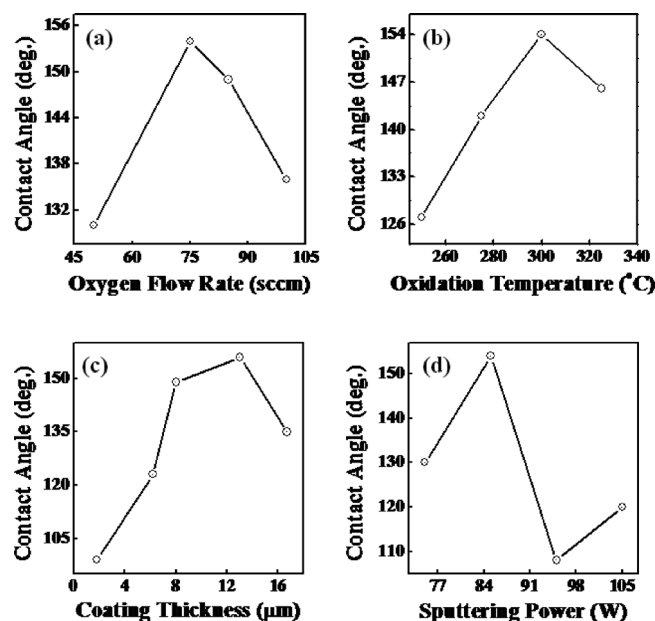 (a)
Contact Angle (deg.)
156
150
144
138
132
45 60 75 90 105
Oxygen Flow Rate (sccm)
(b)
Contact Angle (deg.)
154
147
140
133
126
260 280 300 320 340
Oxidation Temperature (°C)
(c)
Contact Angle (deg.)
150
135
120
105
0 4 8 12 16
Coating Thickness (μm)
(d)
Contact Angle (deg.)
150
140
130
120
110
77 84 91 98 105
Sputtering Power (W)